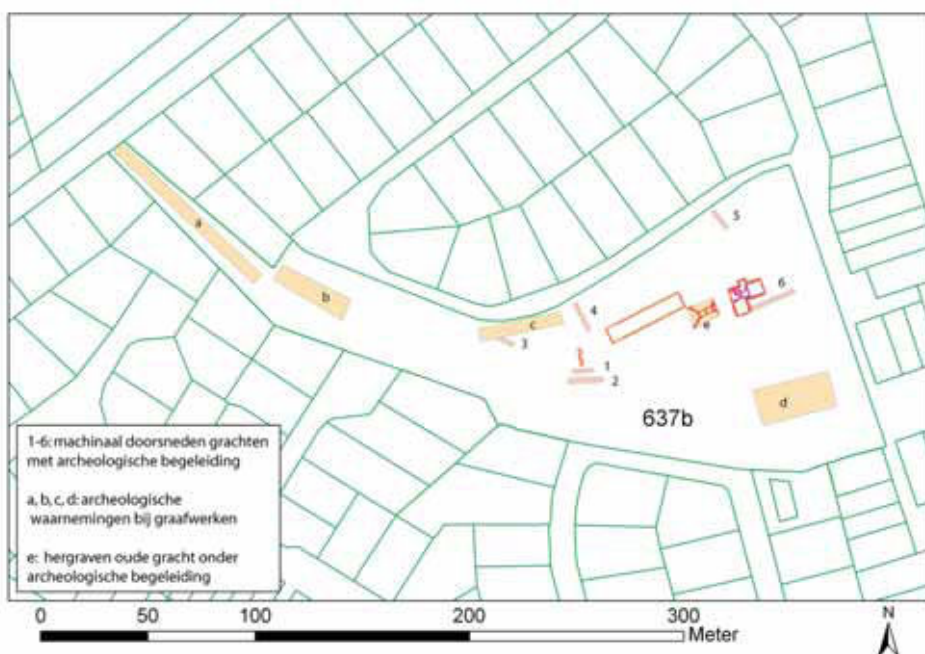 a
b
c
3
4
1
2
5
6
e
d
637b
1-6: machinaal doorsneden grachten
met archeologische begeleiding
a, b, c, d: archeologische
waarnemingen bij graafwerken
e: hergraven oude gracht onder
archeologische begeleiding
0 50 100 200 300
Meter
N